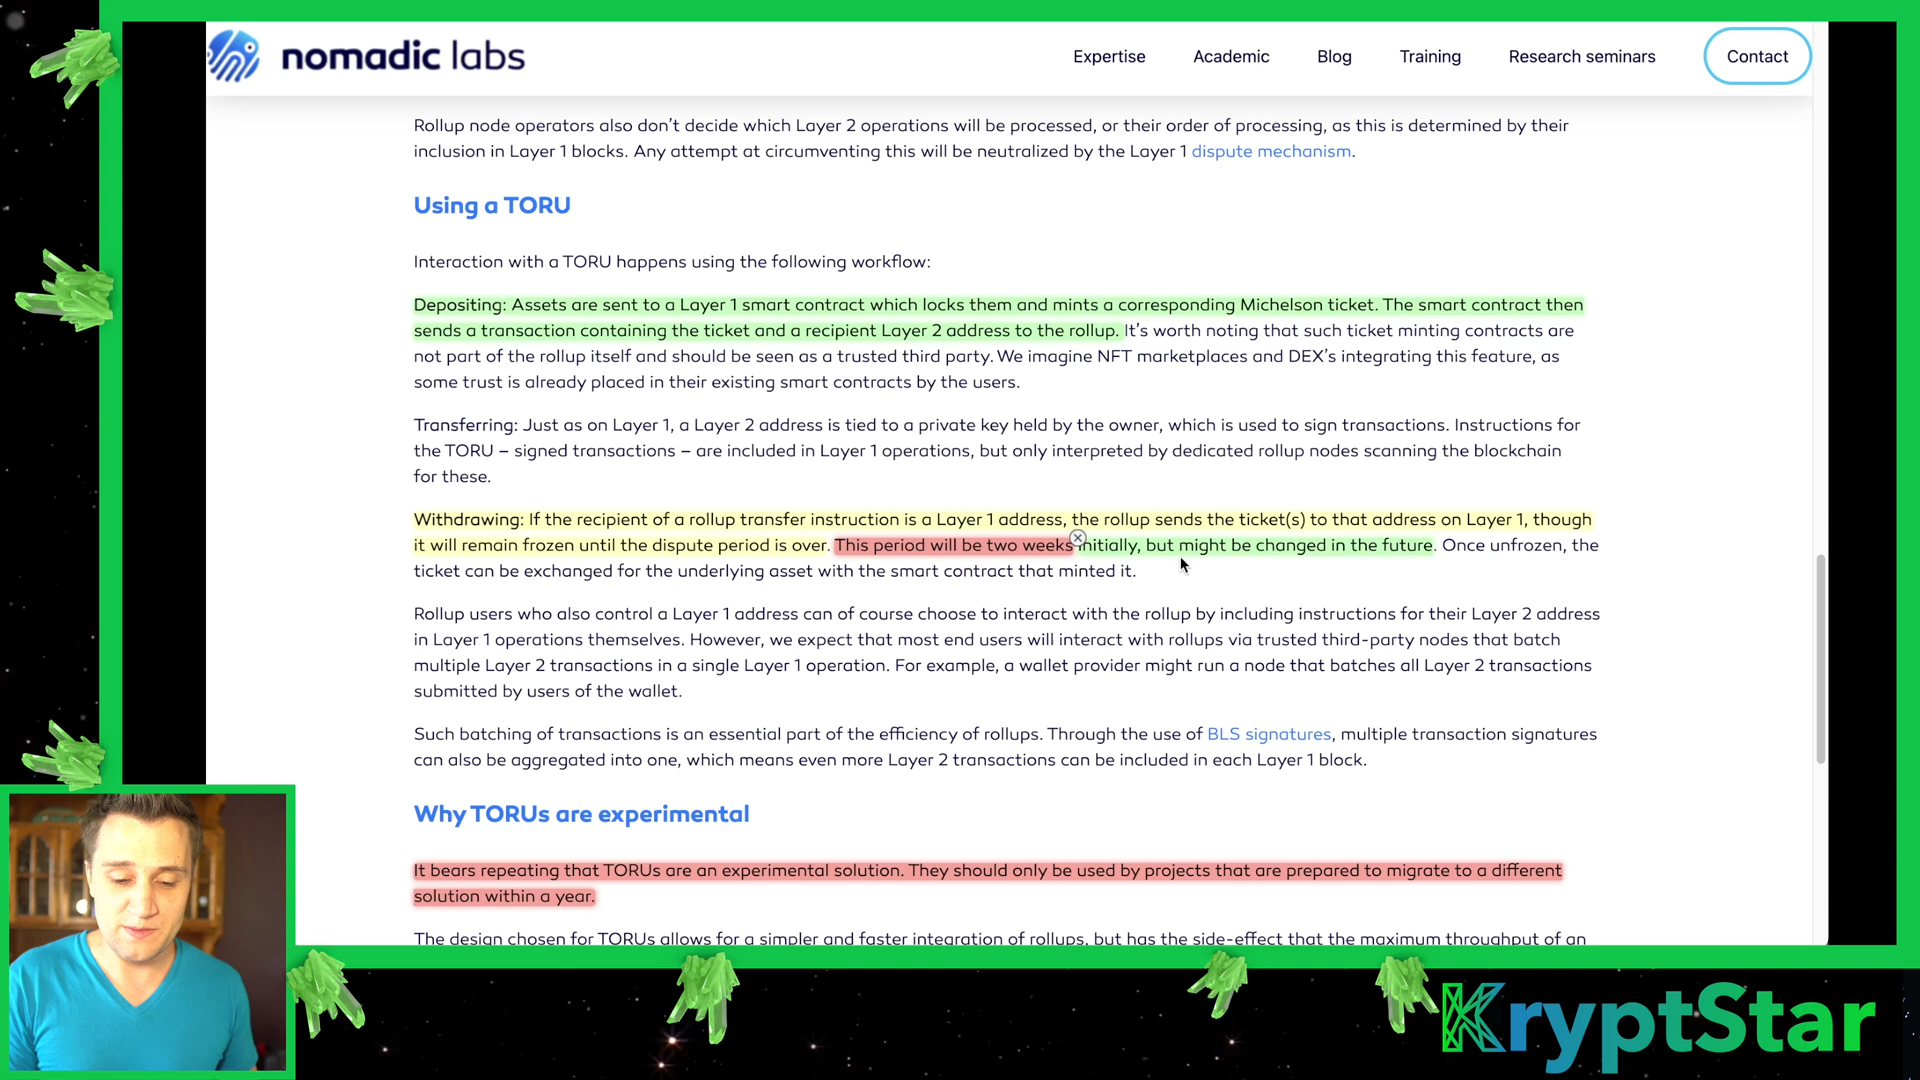 nomadic labs
Expertise
Academic
Blog
Training
Research seminars
Contact
Rollup node operators also don’t decide which Layer 2 operations will be processed, or their order of processing, as this is determined by their
inclusion in Layer 1 blocks. Any attempt at circumventing this will be neutralized by the Layer 1 dispute mechanism.
Using a TORU
Interaction with a TORU happens using the following workflow:
Depositing: Assets are sent to a Layer 1 smart contract which locks them and mints a corresponding Michelson ticket. The smart contract then
sends a transaction containing the ticket and a recipient Layer 2 address to the rollup. It’s worth noting that such ticket minting contracts are
not part of the rollup itself and should be seen as a trusted third party. We imagine NFT marketplaces and DEX’s integrating this feature, as
some trust is already placed in their existing smart contracts by the users.
Transferring: Just as on Layer 1, a Layer 2 address is tied to a private key held by the owner, which is used to sign transactions. Instructions for
the TORU – signed transactions – are included in Layer 1 operations, but only interpreted by dedicated rollup nodes scanning the blockchain
for these.
Withdrawing: If the recipient of a rollup transfer instruction is a Layer 1 address, the rollup sends the ticket(s) to that address on Layer 1, though
it will remain frozen until the dispute period is over. This period will be two weeks initially, but might be changed in the future. Once unfrozen, the
ticket can be exchanged for the underlying asset with the smart contract that minted it.
Rollup users who also control a Layer 1 address can of course choose to interact with the rollup by including instructions for their Layer 2 address
in Layer 1 operations themselves. However, we expect that most end users will interact with rollups via trusted third-party nodes that batch
multiple Layer 2 transactions in a single Layer 1 operation. For example, a wallet provider might run a node that batches all Layer 2 transactions
submitted by users of the wallet.
Such batching of transactions is an essential part of the efficiency of rollups. Through the use of BLS signatures, multiple transaction signatures
can also be aggregated into one, which means even more Layer 2 transactions can be included in each Layer 1 block.
Why TORUs are experimental
It bears repeating that TORUs are an experimental solution. They should only be used by projects that are prepared to migrate to a different
solution within a year.
The design chosen for TORUs allows for a simpler and faster integration of rollups, but has the side-effect that the maximum throughput of an
KryptStar